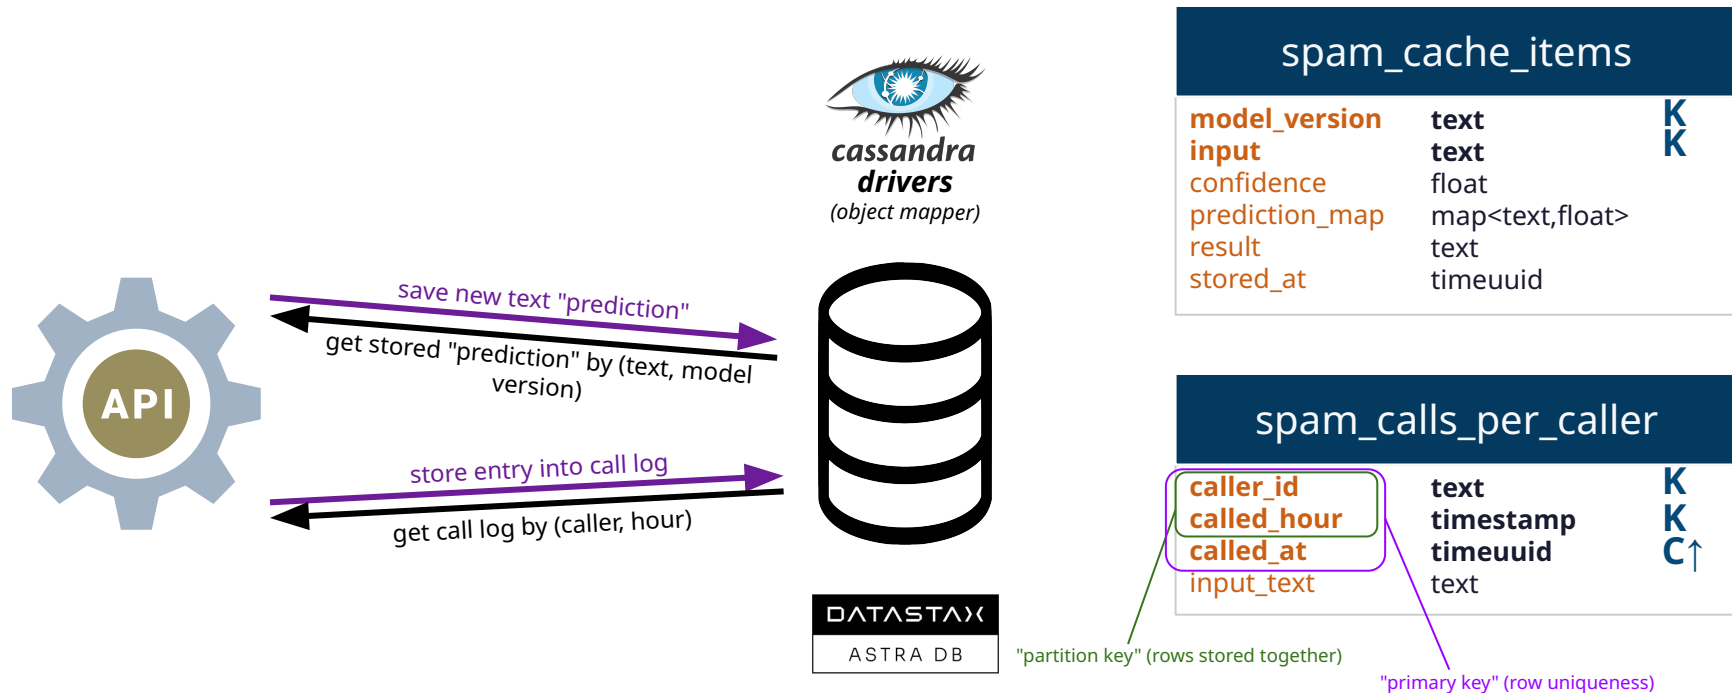 cassandra
drivers
(object mapper)
API
save new text "prediction"
get stored "prediction" by (text, model
version)
store entry into call log
get call log by (caller, hour)
DATASTAX
ASTRA DB
spam_cache_items
model_version text K
input text K
confidence float
prediction_map map<text,float>
result text
stored_at timeuuid
spam_calls_per_caller
caller_id text K
called_hour timestamp K
called_at timeuuid C↑
input_text text
"partition key" (rows stored together)
"primary key" (row uniqueness)